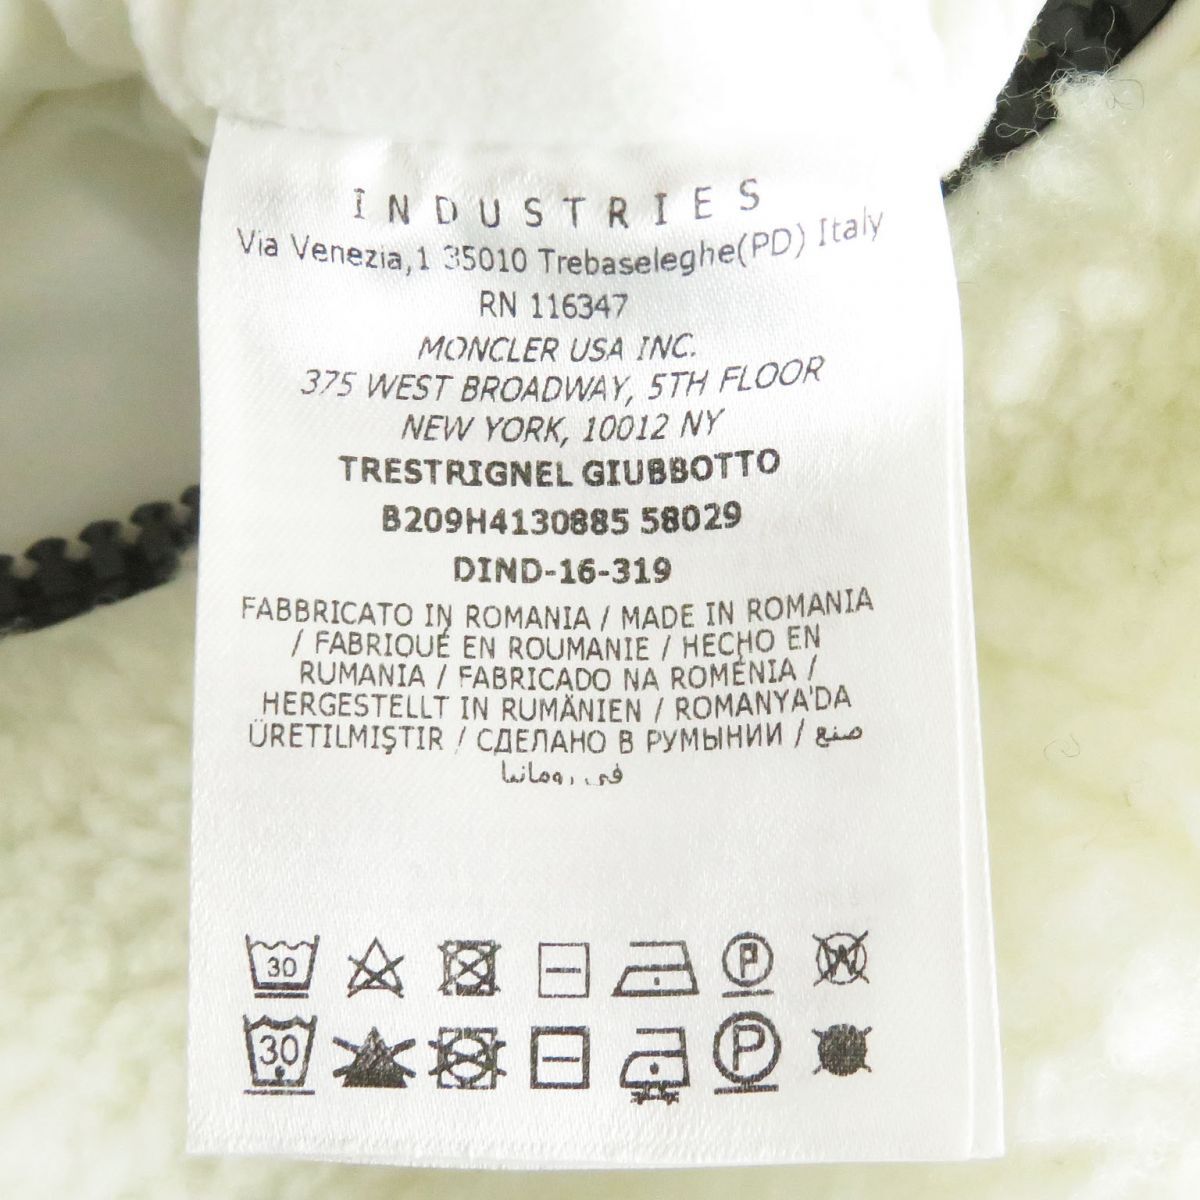 INDUSTRIES
Via Venezia,1 35010 Trebaseleghe(PD) Italy
RN 116347
MONCLER USA INC.
375 WEST BROADWAY, 5TH FLOOR
NEW YORK, 10012 NY
TRESTRIGNEL GIUBBOTTO
B209H4130885 58029
DIND-16-319
FABBRICATO IN ROMANIA / MADE IN ROMANIA
/ FABRIQUÉ EN ROUMANIE / HECHO EN
RUMANIA / FABRICADO NA ROMÉNIA /
HERGESTELLT IN RUMÄNIEN / ROMANYA'DA
ÜRETILMIŞTIR / СДЕЛАНО В РУМЫНИИ / صنع
في رومانيا
30 P W
30 P